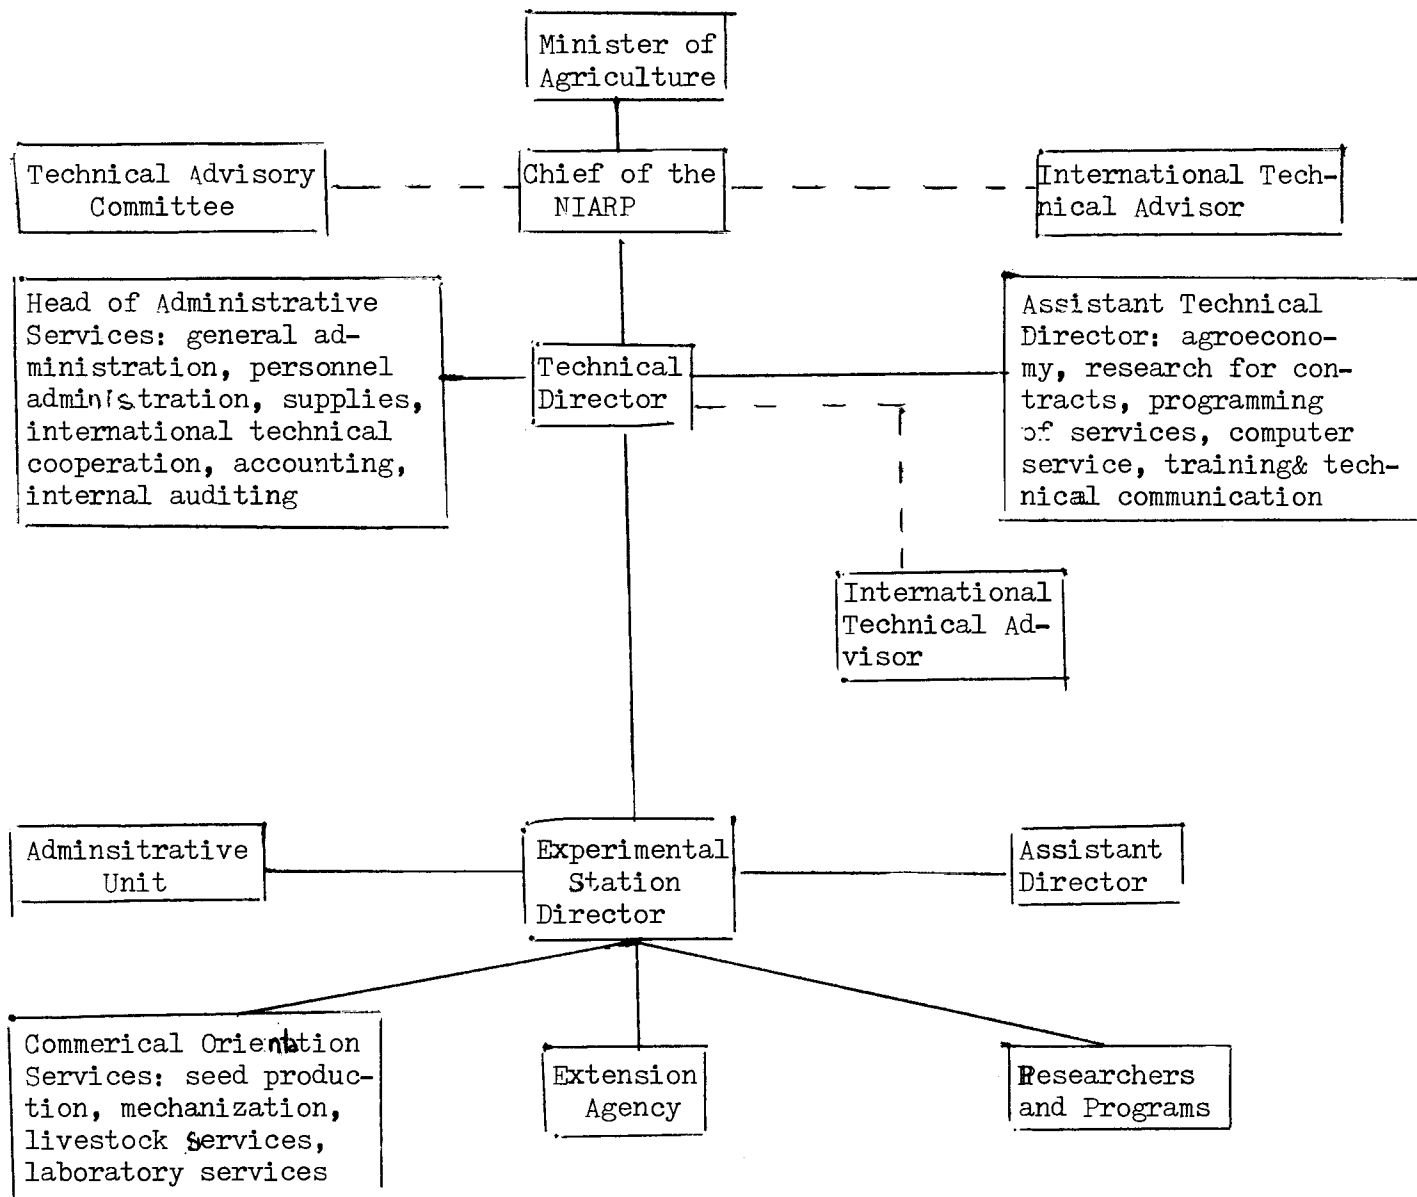 Minister of
Agriculture
Technical Advisory
Committee
Chief of the
NIARP
International Tech-
nical Advisor
Head of Administrative
Services: general ad-
ministration, personnel
administration, supplies,
international technical
cooperation, accounting,
internal auditing
Technical
Director
Assistant Technical
Director: agroecono-
my, research for con-
tracts, programming
of services, computer
service, training& tech-
nical communication
International
Technical Ad-
visor
Adminsitrative
Unit
Experimental
Station
Director
Assistant
Director
Commerical Orientation
Services: seed produc-
tion, mechanization,
livestock Services,
laboratory services
Extension
Agency
Researchers
and Programs